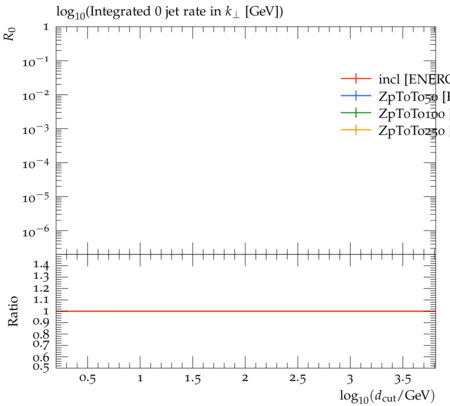 log₁₀(Integrated 0 jet rate in k⊥ [GeV])
R₀
1
10⁻¹
10⁻²
10⁻³
10⁻⁴
10⁻⁵
10⁻⁶
incl [ENERG
ZpToTo50 [
ZpToTo100 [
ZpToTo250 [
Ratio
1.4
1.3
1.2
1.1
1
0.9
0.8
0.7
0.6
0.5
0.5 1 1.5 2 2.5 3 3.5
log₁₀(d_cut/GeV)